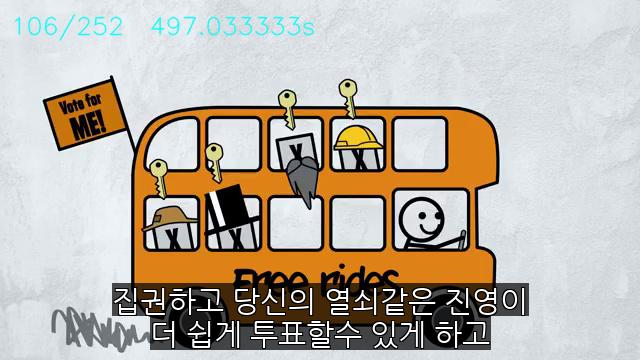 106/252 497.033333s
Vote for
ME!
X X
X X
Free rides
집권하고 당신의 열쇠같은 진영이
더 쉽게 투표할수 있게 하고